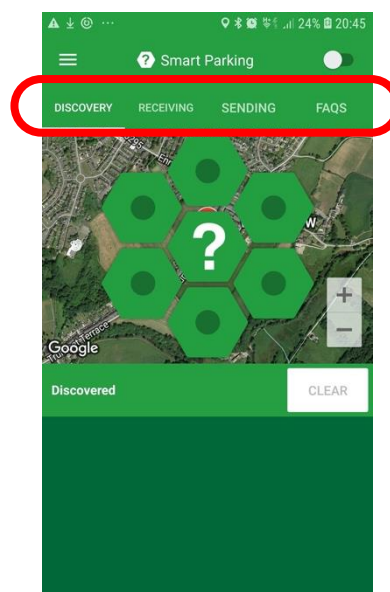 24% 20:45
? Smart Parking
DISCOVERY RECEIVING SENDING FAQS
?
W
+
−
Google
Discovered CLEAR